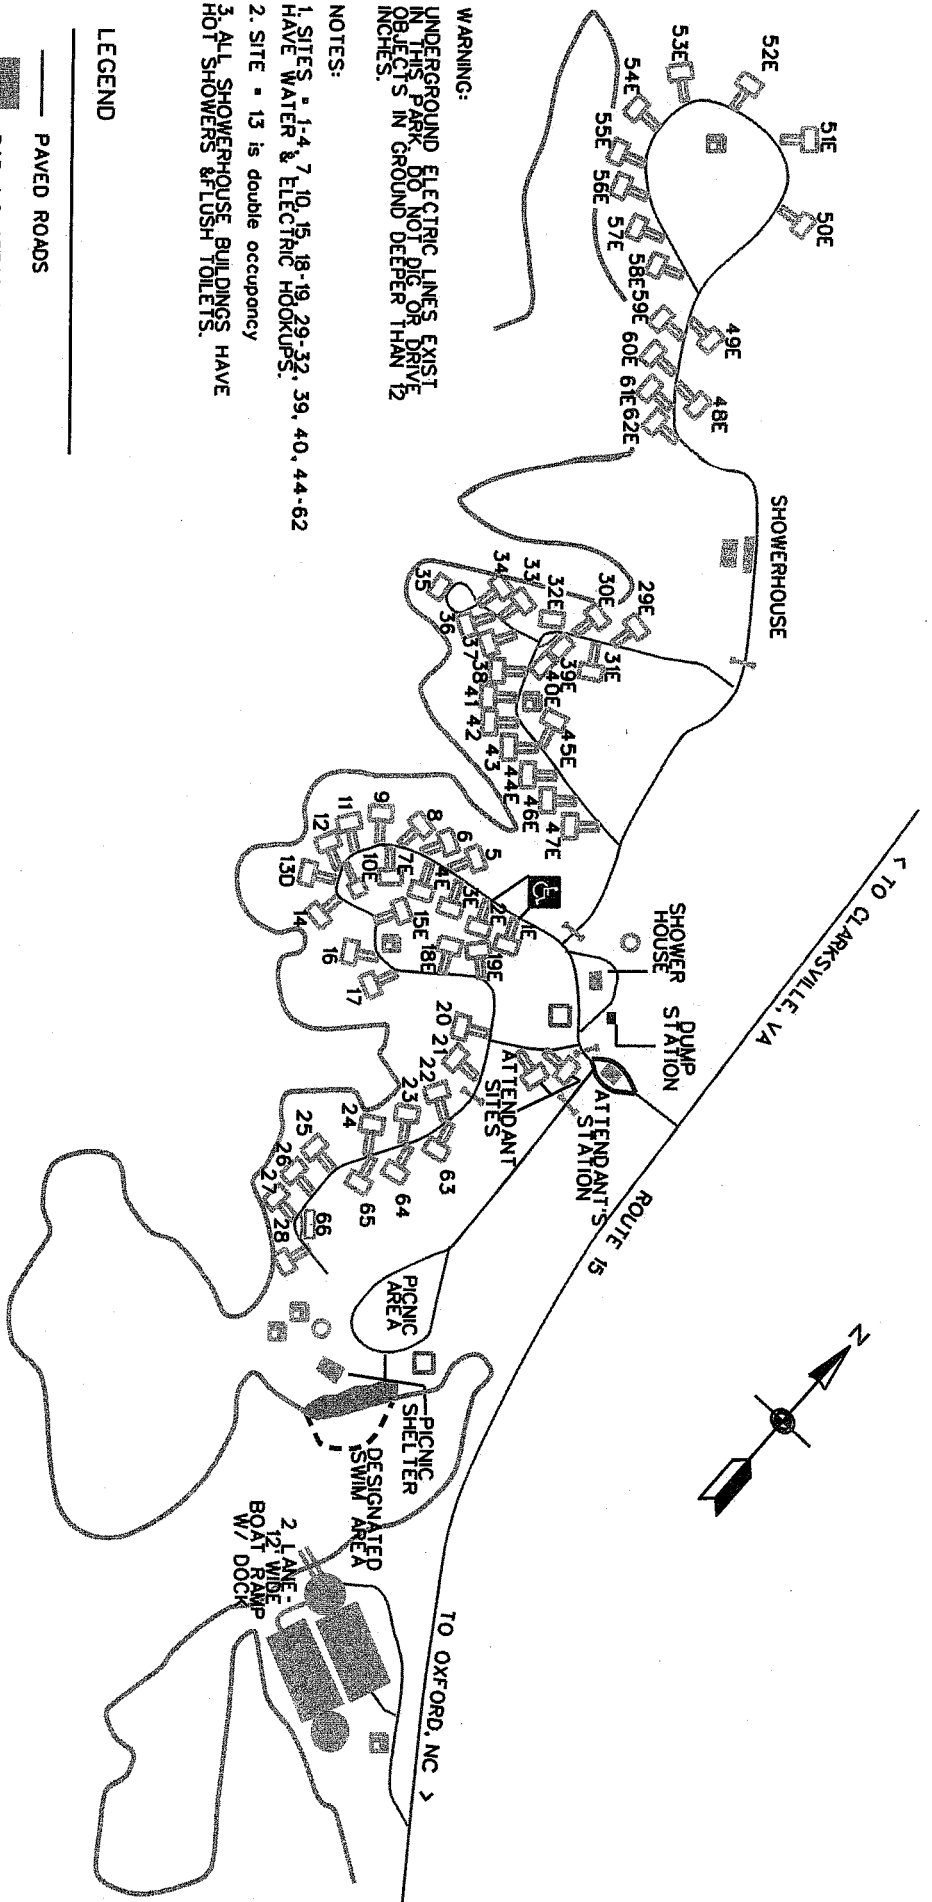 WARNING:
UNDERGROUND ELECTRIC LINES EXIST
IN THIS PARK. DO NOT DIG OR DRIVE
OBJECTS IN GROUND DEEPER THAN 12
INCHES.
NOTES:
1. SITES # 1-4, 7, 10, 15, 18-19, 29-32, 39, 40, 44-62
HAVE WATER & ELECTRIC HOOKUPS.
2. SITE # 13 is double occupancy
3. ALL SHOWERHOUSE BUILDINGS HAVE
HOT SHOWERS &FLUSH TOILETS.
LEGEND
PAVED ROADS
52E
51E
53E
50E
54E
55E
56E
57E
58E
59E
49E
60E
48E
61E
62E
SHOWERHOUSE
34
33
32E
30E
29E
35
36
37
38
39E
31E
40E
41
42
43
45E
44E
46E
47E
< TO CLARKSVILLE, VA
9
11
8
6
12
5
13D
10E
7E
4E
3E
2E
1E
14
15E
16
18E
19E
17
SHOWER
HOUSE
DUMP
STATION
20
21
22
23
24
25
26
27
28
ATTENDANT
SITES
ATTENDANT'S
STATION
63
64
65
66
ROUTE 15
PICNIC
AREA
PICNIC
SHELTER
DESIGNATED
SWIM AREA
N
2 LANE -
12' WIDE
BOAT RAMP
W/ DOCK
TO OXFORD, NC >